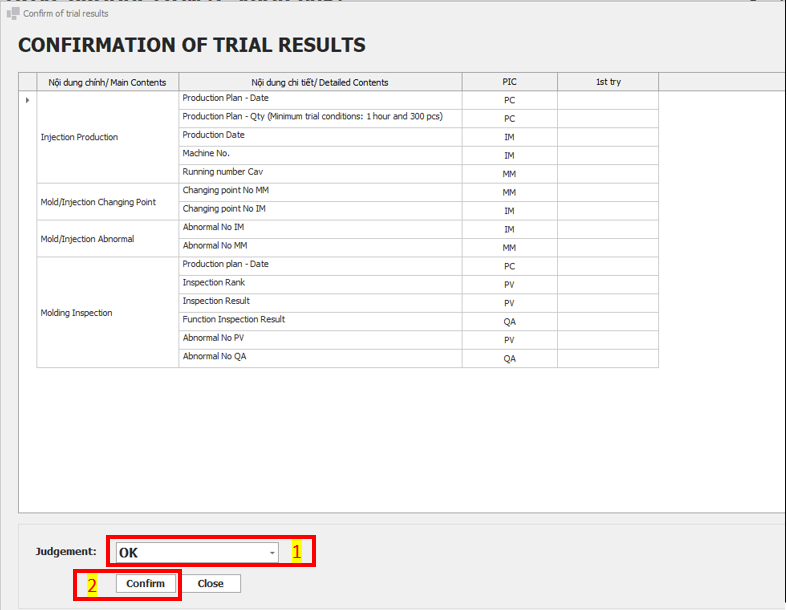 Confirm of trial results
CONFIRMATION OF TRIAL RESULTS
Nội dung chính/ Main Contents Nội dung chi tiết/ Detailed Contents PIC 1st try
Injection Production
Production Plan - Date PC
Production Plan - Qty (Minimum trial conditions: 1 hour and 300 pcs) PC
Production Date IM
Machine No. IM
Running number Cav MM
Mold/Injection Changing Point
Changing point No MM MM
Changing point No IM IM
Mold/Injection Abnormal
Abnormal No IM IM
Abnormal No MM MM
Molding Inspection
Production plan - Date PC
Inspection Rank PV
Inspection Result PV
Function Inspection Result QA
Abnormal No PV PV
Abnormal No QA QA
Judgement: OK 1
2 Confirm Close